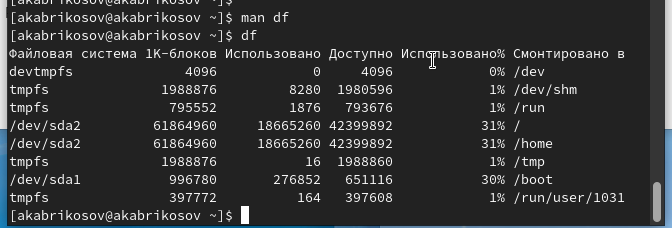 [akabrikosov@akabrikosov ~]$ man df
[akabrikosov@akabrikosov ~]$ df
Файловая система 1K-блоков Использовано Доступно Использовано% Смонтировано в
devtmpfs 4096 0 4096 0% /dev
tmpfs 1988876 8280 1980596 1% /dev/shm
tmpfs 795552 1876 793676 1% /run
/dev/sda2 61864960 18665260 42399892 31% /
/dev/sda2 61864960 18665260 42399892 31% /home
tmpfs 1988876 16 1988860 1% /tmp
/dev/sda1 996780 276852 651116 30% /boot
tmpfs 397772 164 397608 1% /run/user/1031
[akabrikosov@akabrikosov ~]$